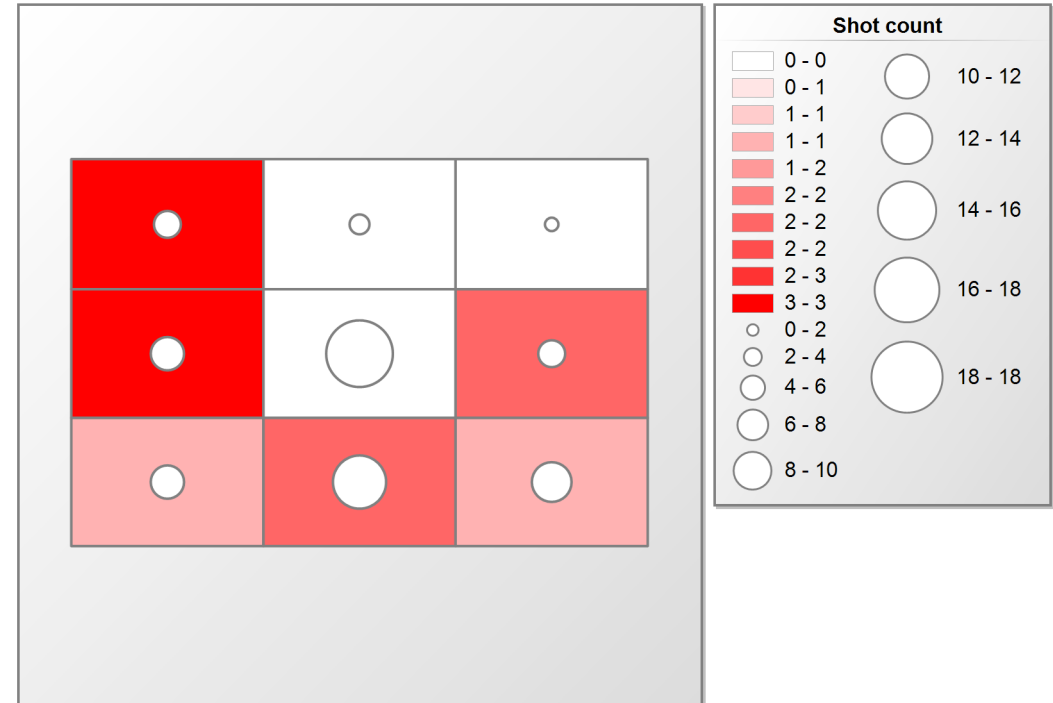 Shot count
0 - 0
0 - 1
1 - 1
1 - 1
1 - 2
2 - 2
2 - 2
2 - 2
2 - 3
3 - 3
0 - 2
2 - 4
4 - 6
6 - 8
8 - 10
10 - 12
12 - 14
14 - 16
16 - 18
18 - 18